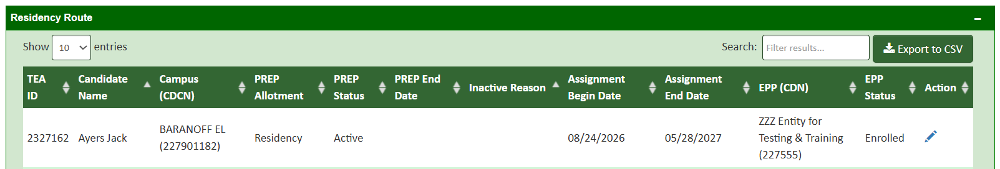 Residency Route
Show 10 entries
Search: Filter results... Export to CSV
TEA ID Candidate Name Campus (CDCN) PREP Allotment PREP Status PREP End Date Inactive Reason Assignment Begin Date Assignment End Date EPP (CDN) EPP Status Action
2327162 Ayers Jack BARANOFF EL (227901182) Residency Active 08/24/2026 05/28/2027 ZZZ Entity for Testing & Training (227555) Enrolled